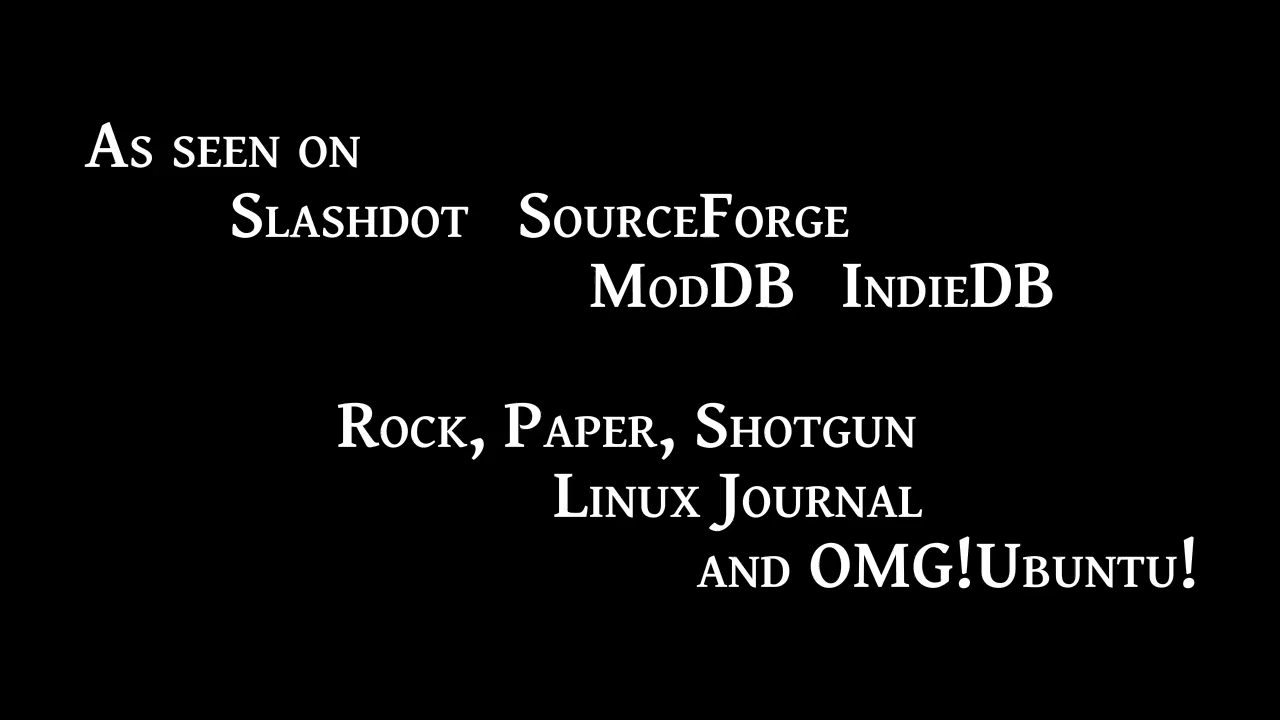 As seen on
Slashdot SourceForge
ModDB IndieDB
Rock, Paper, Shotgun
Linux Journal
and OMG!Ubuntu!